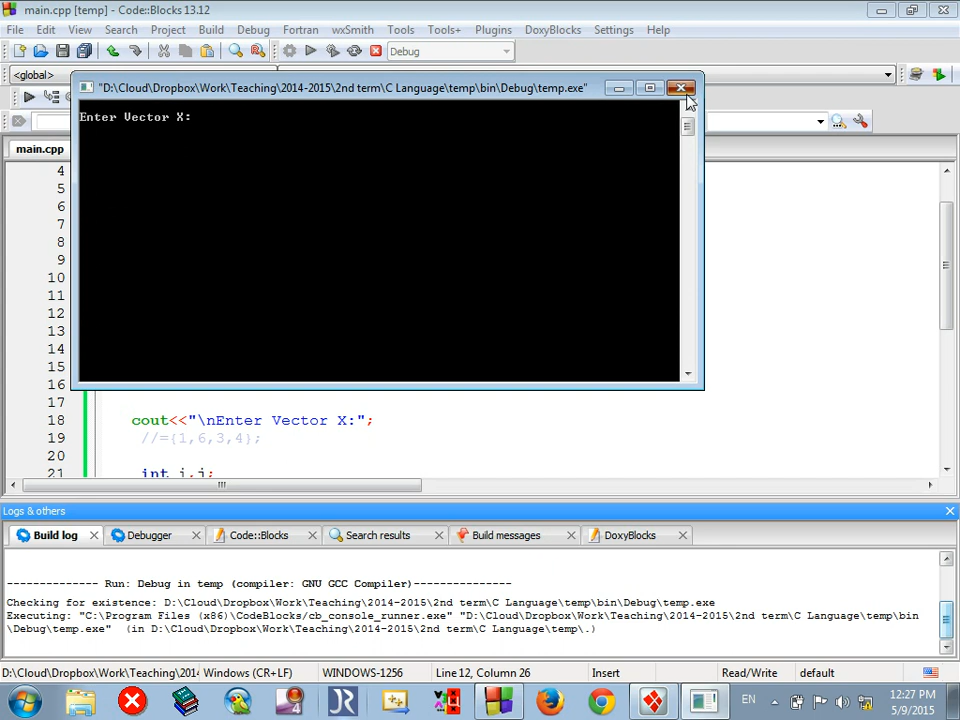 main.cpp [temp] - Code::Blocks 13.12
File Edit View Search Project Build Debug Fortran wxSmith Tools Tools+ Plugins DoxyBlocks Settings Help
Debug
<global>
"D:\Cloud\Dropbox\Work\Teaching\2014-2015\2nd term\C Language\temp\bin\Debug\temp.exe"
Enter Vector X:
main.cpp
4
5
6
7
8
9
10
11
12
13
14
15
16
17
18 cout<<"\nEnter Vector X:";
19 //={1,6,3,4};
20
21 int i,j;
Logs & others
Build log Debugger Code::Blocks Search results Build messages DoxyBlocks
-------------- Run: Debug in temp (compiler: GNU GCC Compiler)---------------
Checking for existence: D:\Cloud\Dropbox\Work\Teaching\2014-2015\2nd term\C Language\temp\bin\Debug\temp.exe
Executing: "C:\Program Files (x86)\CodeBlocks/cb_console_runner.exe" "D:\Cloud\Dropbox\Work\Teaching\2014-2015\2nd term\C Language\temp\bin
\Debug\temp.exe"  (in D:\Cloud\Dropbox\Work\Teaching\2014-2015\2nd term\C Language\temp\.)
D:\Cloud\Dropbox\Work\Teaching\201 Windows (CR+LF) WINDOWS-1256 Line 12, Column 26 Insert Read/Write default
EN
12:27 PM
5/9/2015